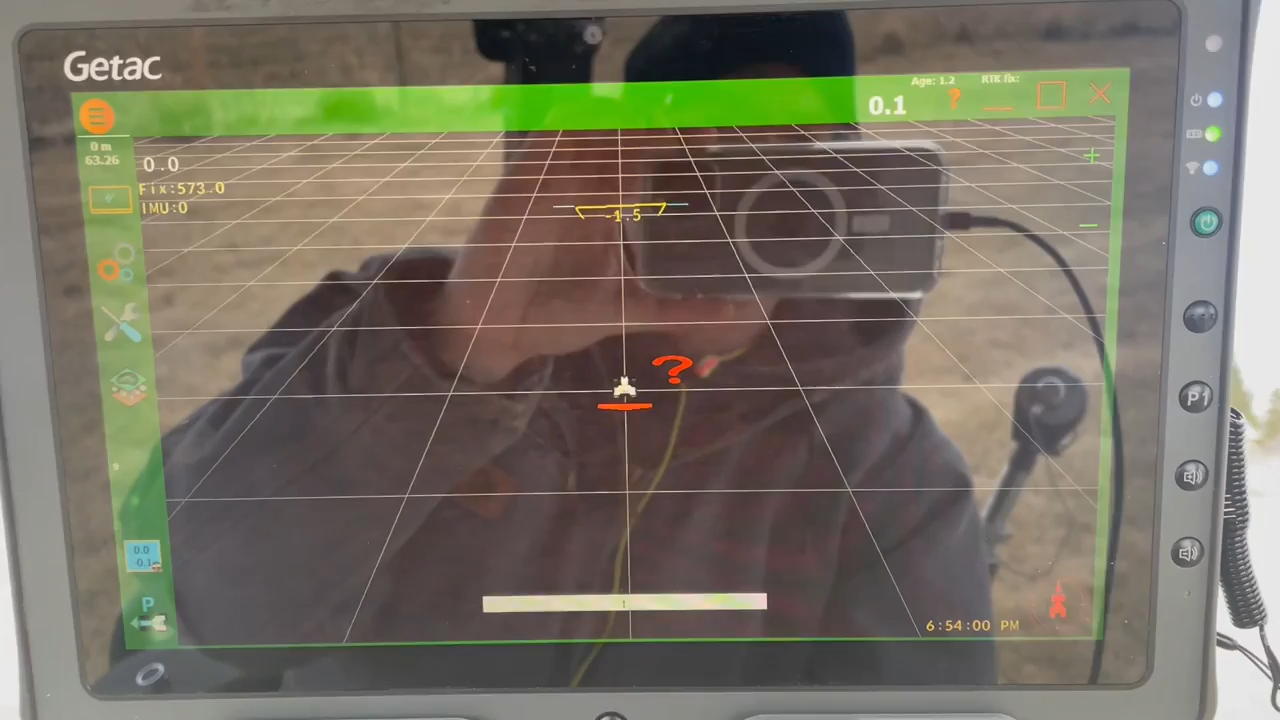 Getac
Age: 1.2
RTK fix:
0.1
?
0 m
63.26
0.0
Fix:573.0
IMU:0
-1.5
?
0.0
-0.1
P
6:54:00 PM
P1